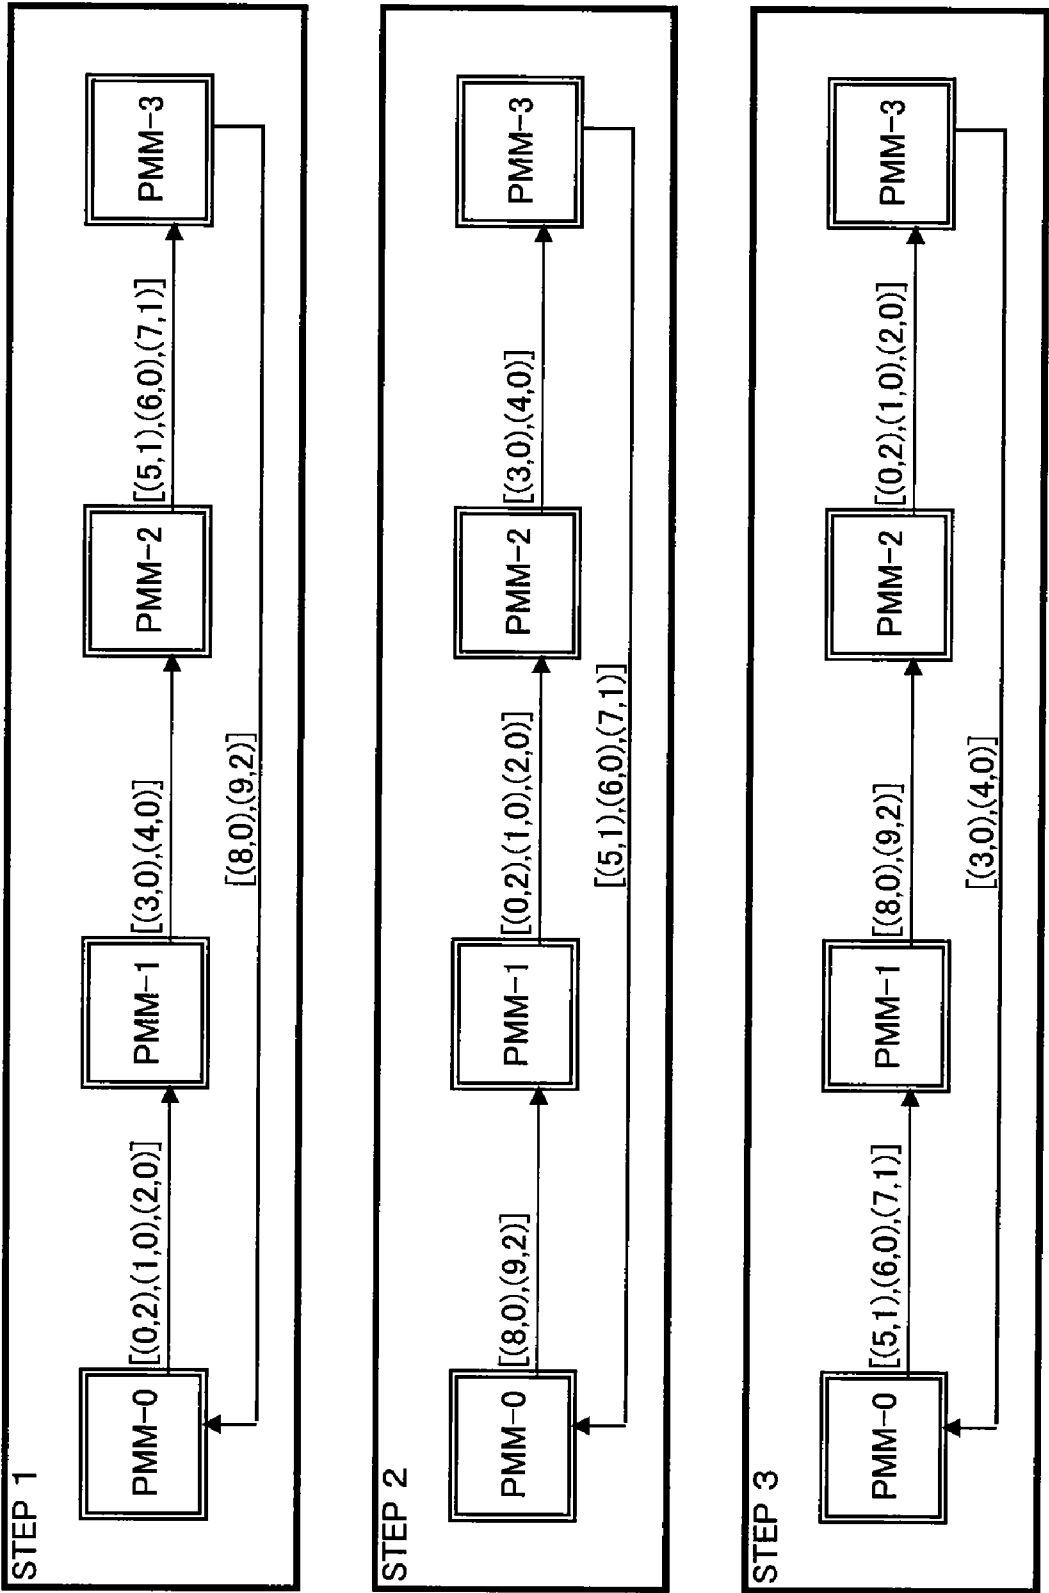 STEP 1
PMM-0
[(0,2),(1,0),(2,0)]
PMM-1
[(3,0),(4,0)]
PMM-2
[(5,1),(6,0),(7,1)]
PMM-3
[(8,0),(9,2)]
STEP 2
PMM-0
[(8,0),(9,2)]
PMM-1
[(0,2),(1,0),(2,0)]
PMM-2
[(3,0),(4,0)]
PMM-3
[(5,1),(6,0),(7,1)]
STEP 3
PMM-0
[(5,1),(6,0),(7,1)]
PMM-1
[(8,0),(9,2)]
PMM-2
[(0,2),(1,0),(2,0)]
PMM-3
[(3,0),(4,0)]